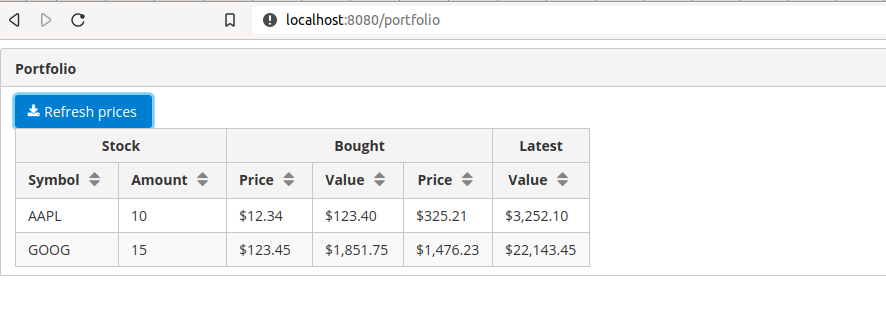 localhost:8080/portfolio
Portfolio
Refresh prices
Stock Bought Latest
Symbol Amount Price Value Price Value
AAPL 10 $12.34 $123.40 $325.21 $3,252.10
GOOG 15 $123.45 $1,851.75 $1,476.23 $22,143.45